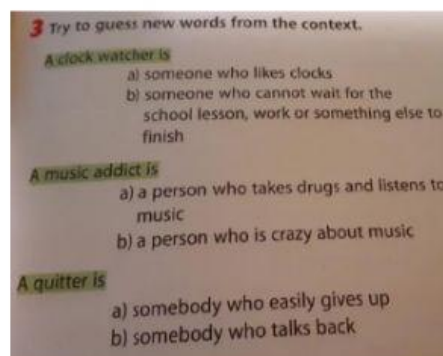 3 Try to guess new words from the context.
A clock watcher is
a) someone who likes clocks
b) someone who cannot wait for the
school lesson, work or something else to
finish
A music addict is
a) a person who takes drugs and listens to
music
b) a person who is crazy about music
A quitter is
a) somebody who easily gives up
b) somebody who talks back